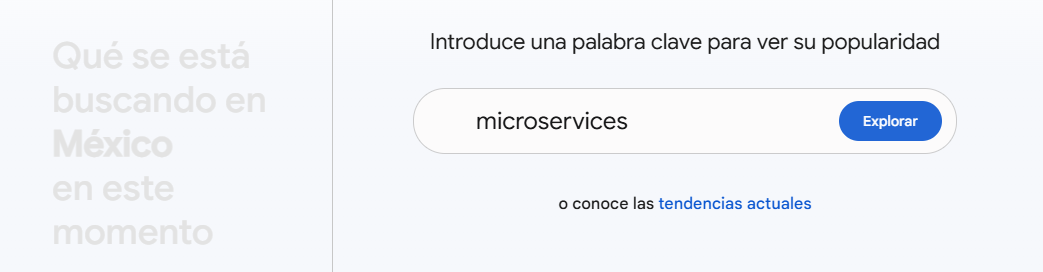 Qué se está
buscando en
México
en este
momento
Introduce una palabra clave para ver su popularidad
microservices
Explorar
o conoce las tendencias actuales